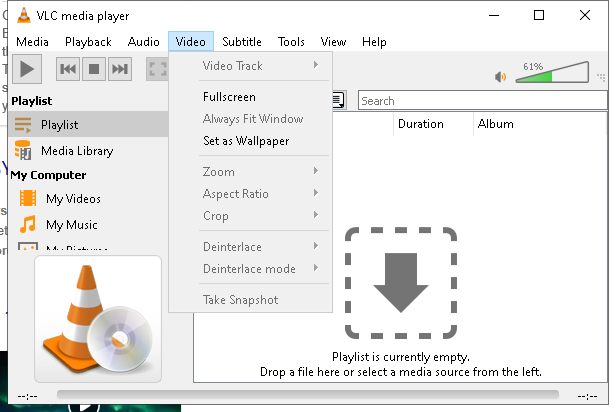 VLC media player
Media Playback Audio Video Subtitle Tools View Help
61%
Video Track
Fullscreen
Always Fit Window
Set as Wallpaper
Zoom
Aspect Ratio
Crop
Deinterlace
Deinterlace mode
Take Snapshot
Playlist
Playlist
Media Library
My Computer
My Videos
My Music
My Pictures
Search
Duration Album
Playlist is currently empty.
Drop a file here or select a media source from the left.
--:-- --:--